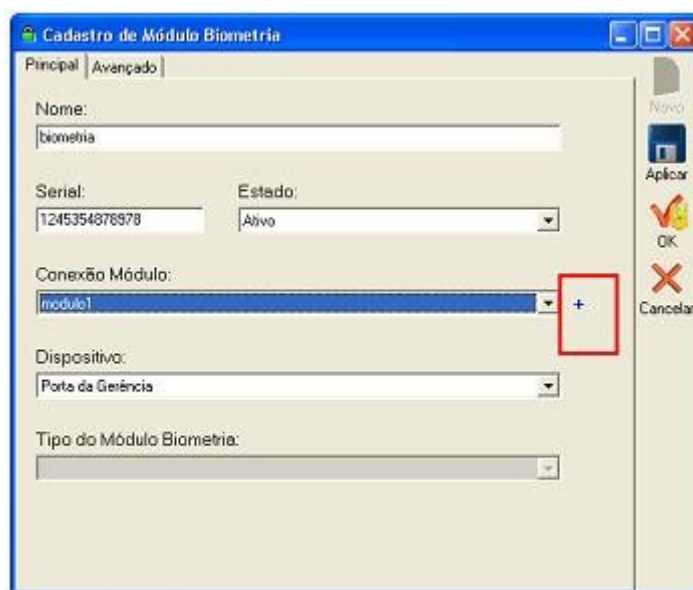 Cadastro de Módulo Biometria
Principal Avançado
Nome:
biometria
Serial: Estado:
1245354878978 Ativo
Conexão Módulo:
modulo1 +
Dispositivo:
Porta da Gerência
Tipo do Módulo Biometria:
Novo
Aplicar
OK
Cancelar